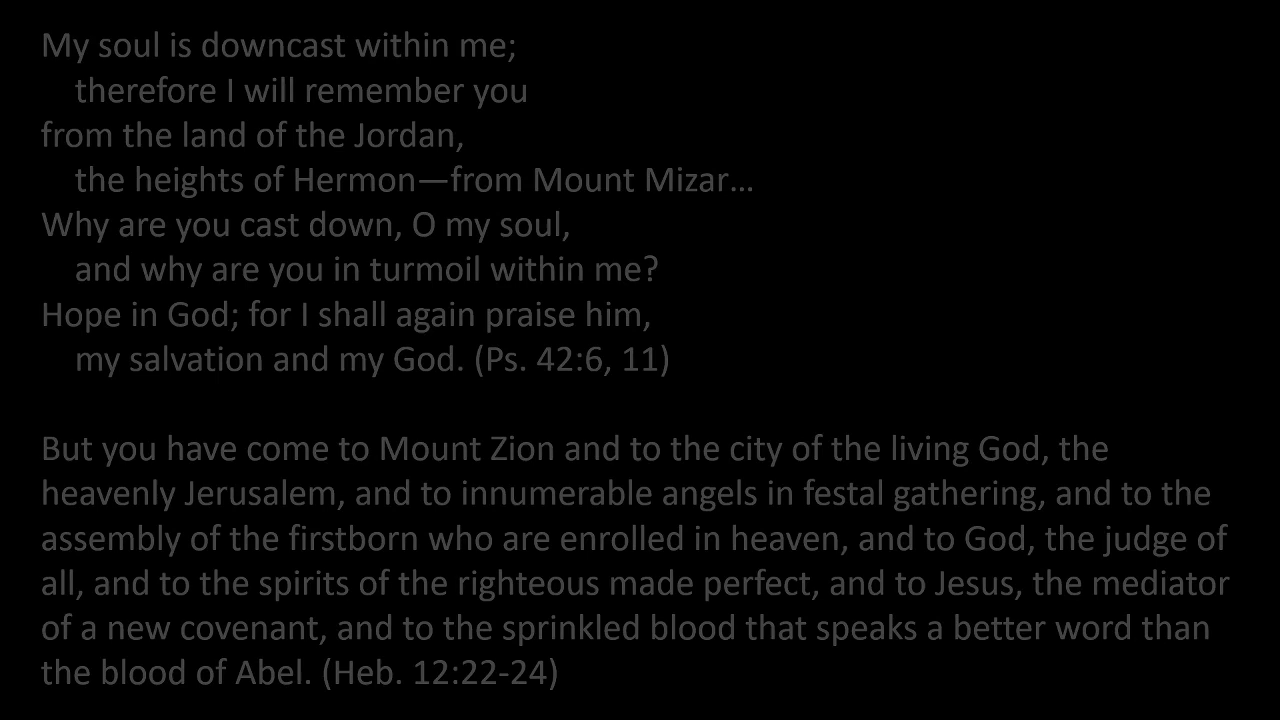 My soul is downcast within me;
therefore I will remember you
from the land of the Jordan,
the heights of Hermon—from Mount Mizar…
Why are you cast down, O my soul,
and why are you in turmoil within me?
Hope in God; for I shall again praise him,
my salvation and my God. (Ps. 42:6, 11)
But you have come to Mount Zion and to the city of the living God, the
heavenly Jerusalem, and to innumerable angels in festal gathering, and to the
assembly of the firstborn who are enrolled in heaven, and to God, the judge of
all, and to the spirits of the righteous made perfect, and to Jesus, the mediator
of a new covenant, and to the sprinkled blood that speaks a better word than
the blood of Abel. (Heb. 12:22-24)